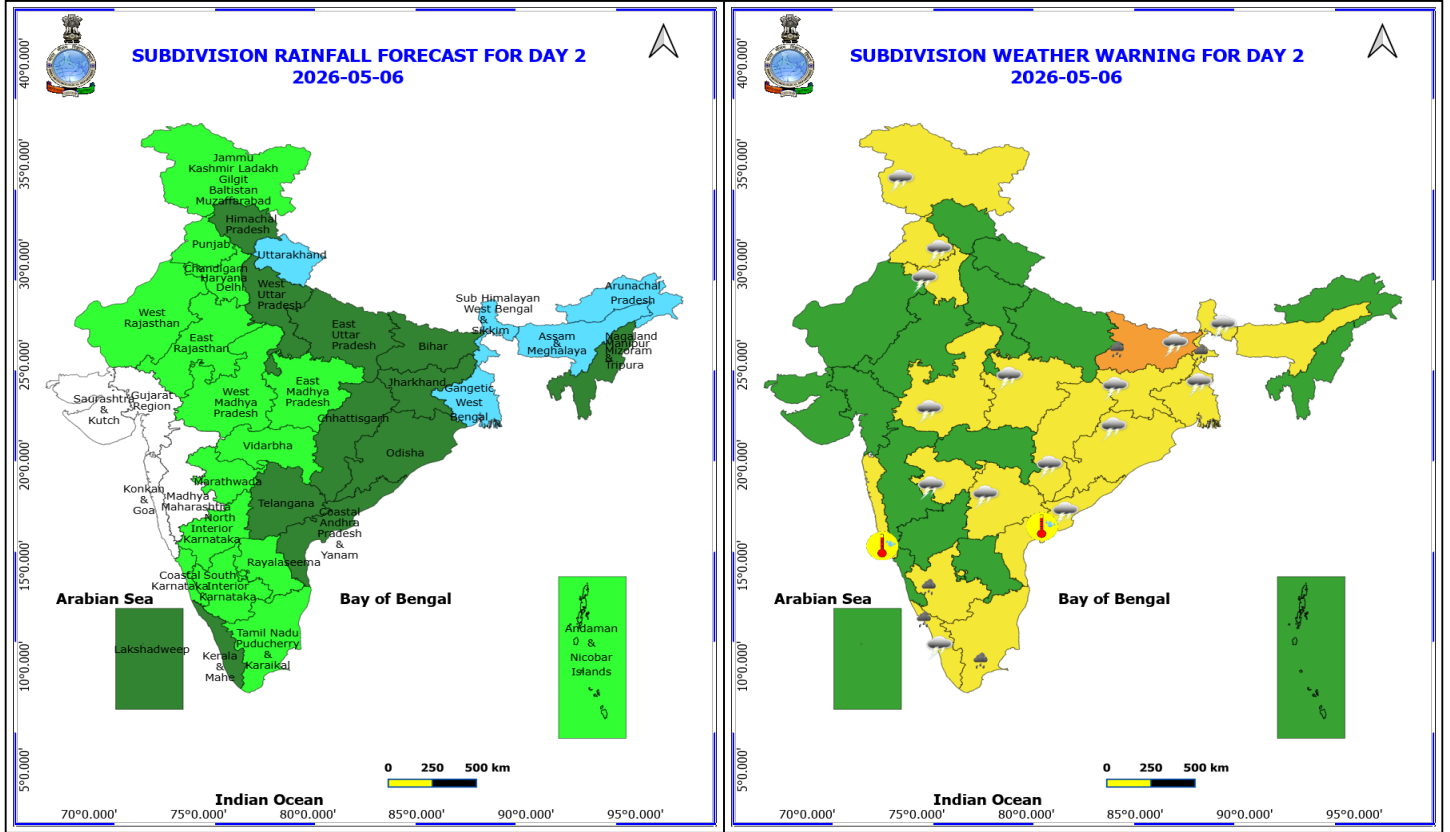 SUBDIVISION RAINFALL FORECAST FOR DAY 2
2026-05-06
40°0.000'
35°0.000'
30°0.000'
25°0.000'
20°0.000'
15°0.000'
10°0.000'
5°0.000'
Jammu
Kashmir Ladakh
Gilgit
Baltistan
Muzaffarabad
Himachal
Pradesh
Punjab
Uttarakhand
Chandigarh
Haryana
Delhi
West
Uttar
Pradesh
Arunachal
Pradesh
Sub Himalayan
West Bengal
&
Sikkim
West
Rajasthan
East
Rajasthan
East
Uttar
Pradesh
Bihar
Assam
&
Meghalaya
Nagaland
Manipur
Mizoram
&
Tripura
Saurashtra
&
Kutch
Gujarat
Region
West
Madhya
Pradesh
East
Madhya
Pradesh
Jharkhand
Gangetic
West
Bengal
Chhattisgarh
Vidarbha
Odisha
Marathwada
Konkan
&
Goa
Madhya
Maharashtra
North
Interior
Karnataka
Telangana
Coastal
Andhra
Pradesh
&
Yanam
Rayalaseema
Coastal
Karnataka
South
Interior
Karnataka
Arabian Sea
Bay of Bengal
Lakshadweep
Kerala
&
Mahe
Tamil Nadu
Puducherry
&
Karaikal
Andaman
&
Nicobar
Islands
0 250 500 km
Indian Ocean
70°0.000' 75°0.000' 80°0.000' 85°0.000' 90°0.000' 95°0.000'
SUBDIVISION WEATHER WARNING FOR DAY 2
2026-05-06
40°0.000'
35°0.000'
30°0.000'
25°0.000'
20°0.000'
15°0.000'
10°0.000'
5°0.000'
Arabian Sea
Bay of Bengal
0 250 500 km
Indian Ocean
70°0.000' 75°0.000' 80°0.000' 85°0.000' 90°0.000' 95°0.000'